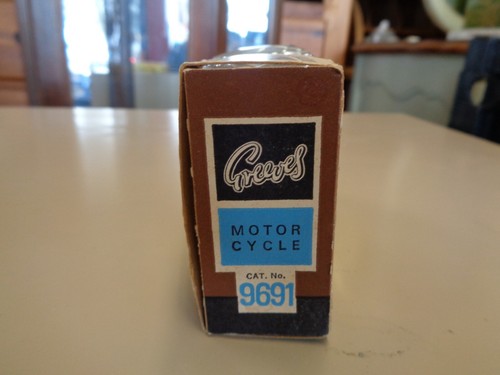 Greeves
MOTOR
CYCLE
CAT. No.
9691